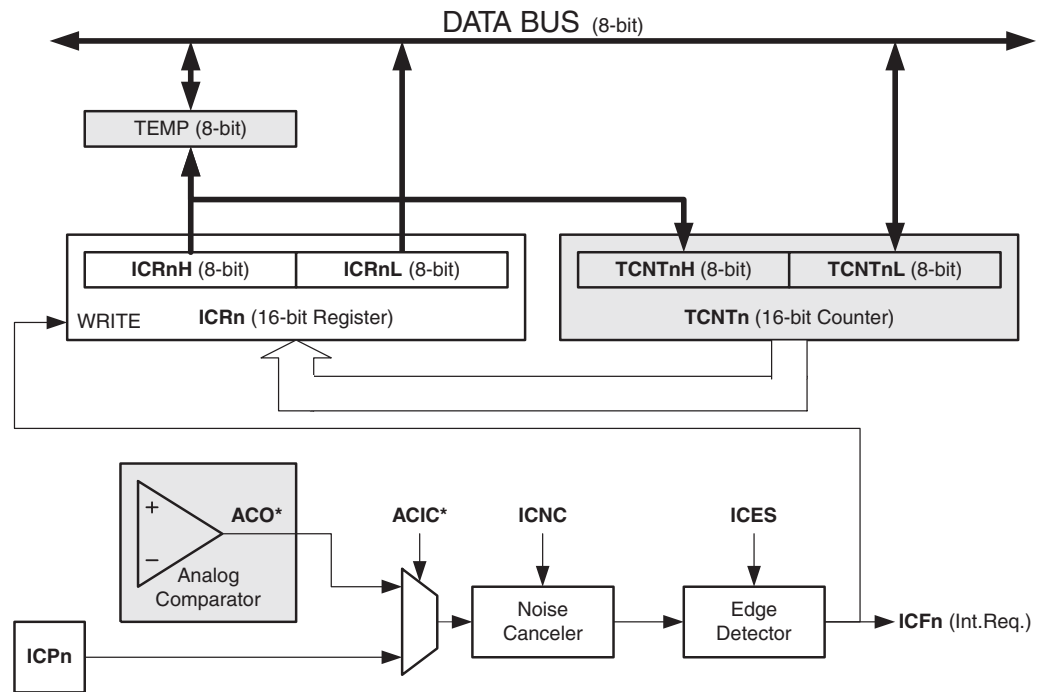 DATA BUS (8-bit)
TEMP (8-bit)
ICRnH (8-bit) ICRnL (8-bit) TCNTnH (8-bit) TCNTnL (8-bit)
WRITE ICRn (16-bit Register) TCNTn (16-bit Counter)
+
ACO* ACIC* ICNC ICES
−
Analog
Comparator
Noise
Canceler
Edge
Detector
ICFn (Int.Req.)
ICPn